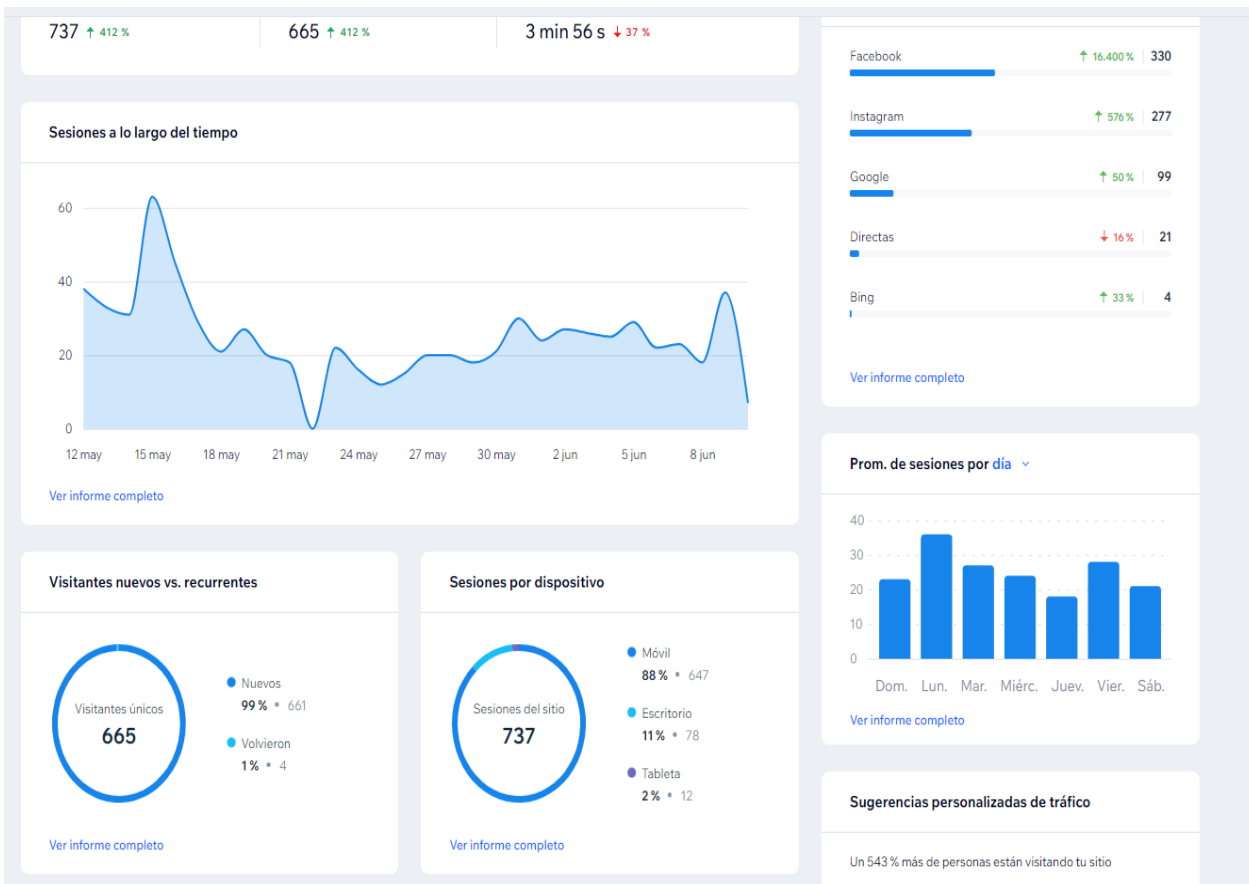 737 ↑ 412 %
665 ↑ 412 %
3 min 56 s ↓ 37 %
Sesiones a lo largo del tiempo
60
40
20
0
12 may 15 may 18 may 21 may 24 may 27 may 30 may 2 jun 5 jun 8 jun
Ver informe completo
Visitantes nuevos vs. recurrentes
Visitantes únicos
665
Nuevos
99 % • 661
Volvieron
1 % • 4
Ver informe completo
Sesiones por dispositivo
Sesiones del sitio
737
Móvil
88 % • 647
Escritorio
11 % • 78
Tableta
2 % • 12
Ver informe completo
Facebook ↑ 16.400 % 330
Instagram ↑ 576 % 277
Google ↑ 50 % 99
Directas ↓ 16 % 21
Bing ↑ 33 % 4
Ver informe completo
Prom. de sesiones por día
40
30
20
10
0
Dom. Lun. Mar. Miérc. Juev. Vier. Sáb.
Ver informe completo
Sugerencias personalizadas de tráfico
Un 543 % más de personas están visitando tu sitio